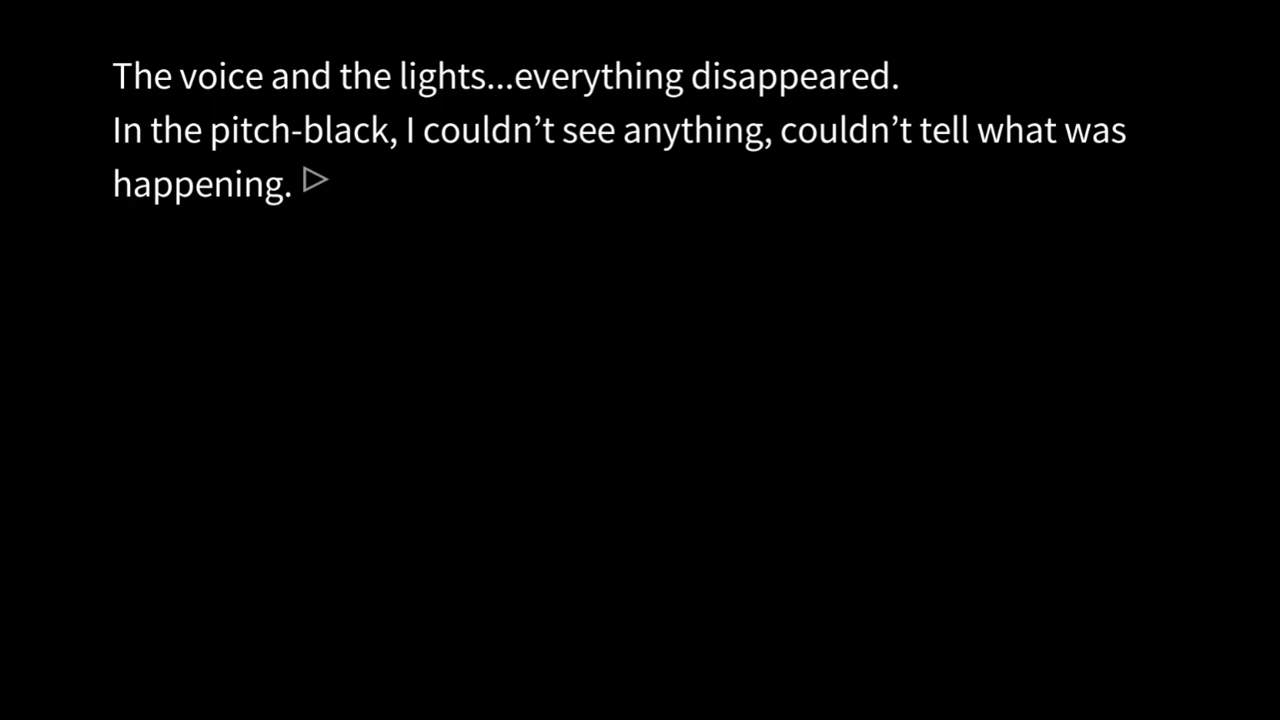 The voice and the lights...everything disappeared.
In the pitch-black, I couldn’t see anything, couldn’t tell what was
happening.